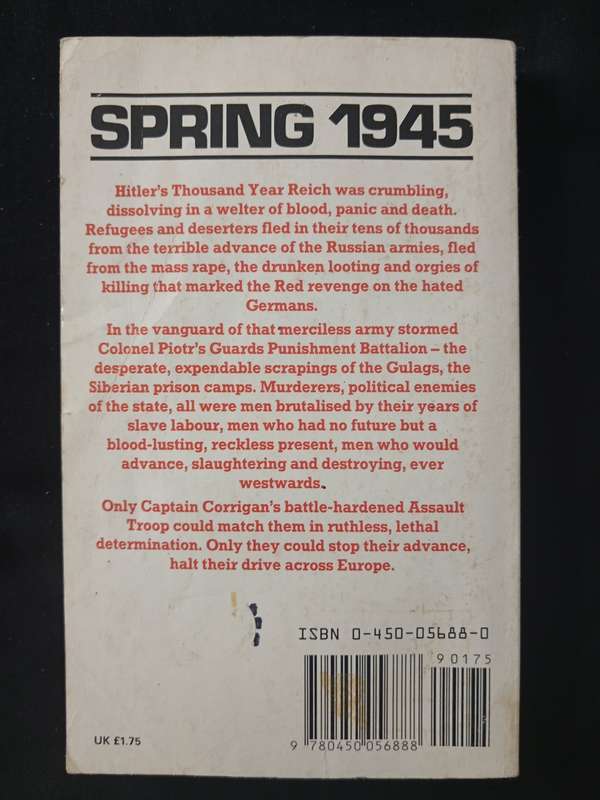 SPRING 1945
Hitler's Thousand Year Reich was crumbling,
dissolving in a welter of blood, panic and death.
Refugees and deserters fled in their tens of thousands
from the terrible advance of the Russian armies, fled
from the mass rape, the drunken looting and orgies of
killing that marked the Red revenge on the hated
Germans.
In the vanguard of that merciless army stormed
Colonel Piotr's Guards Punishment Battalion – the
desperate, expendable scrapings of the Gulags, the
Siberian prison camps. Murderers, political enemies
of the state, all were men brutalised by their years of
slave labour, men who had no future but a
blood-lusting, reckless present, men who would
advance, slaughtering and destroying, ever
westwards.
Only Captain Corrigan's battle-hardened Assault
Troop could match them in ruthless, lethal
determination. Only they could stop their advance,
halt their drive across Europe.
ISBN 0-450-05688-0
90175
9 780450 056888
UK £1.75